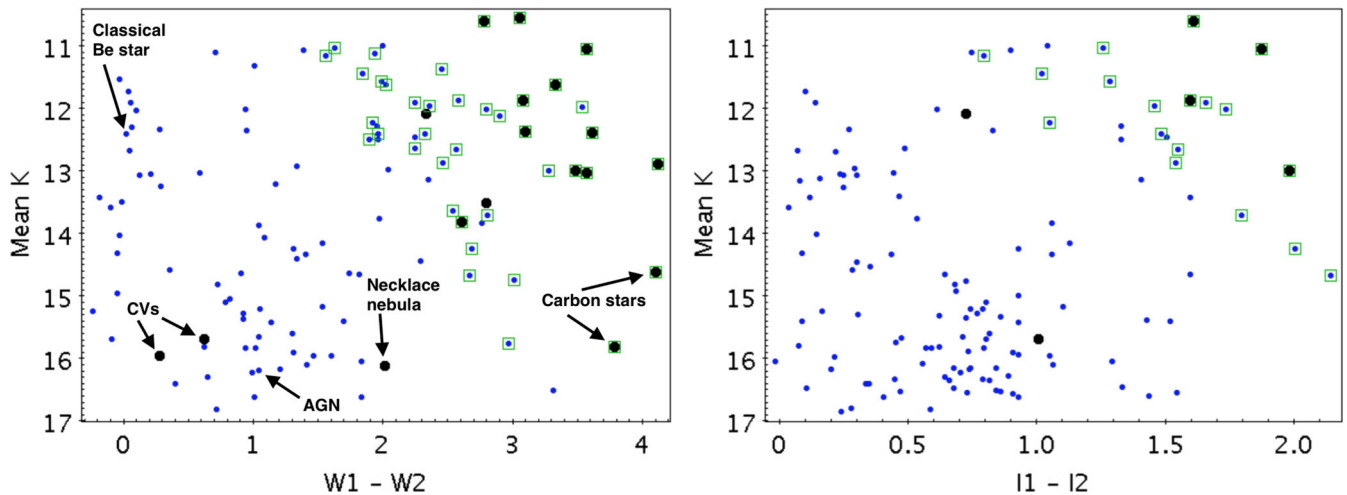 Classical
Be star
CVs
Necklace
nebula
AGN
Carbon stars
Mean K
11
12
13
14
15
16
17
0
1
2
3
4
W1 − W2
Mean K
11
12
13
14
15
16
17
0
0.5
1.0
1.5
2.0
I1 − I2